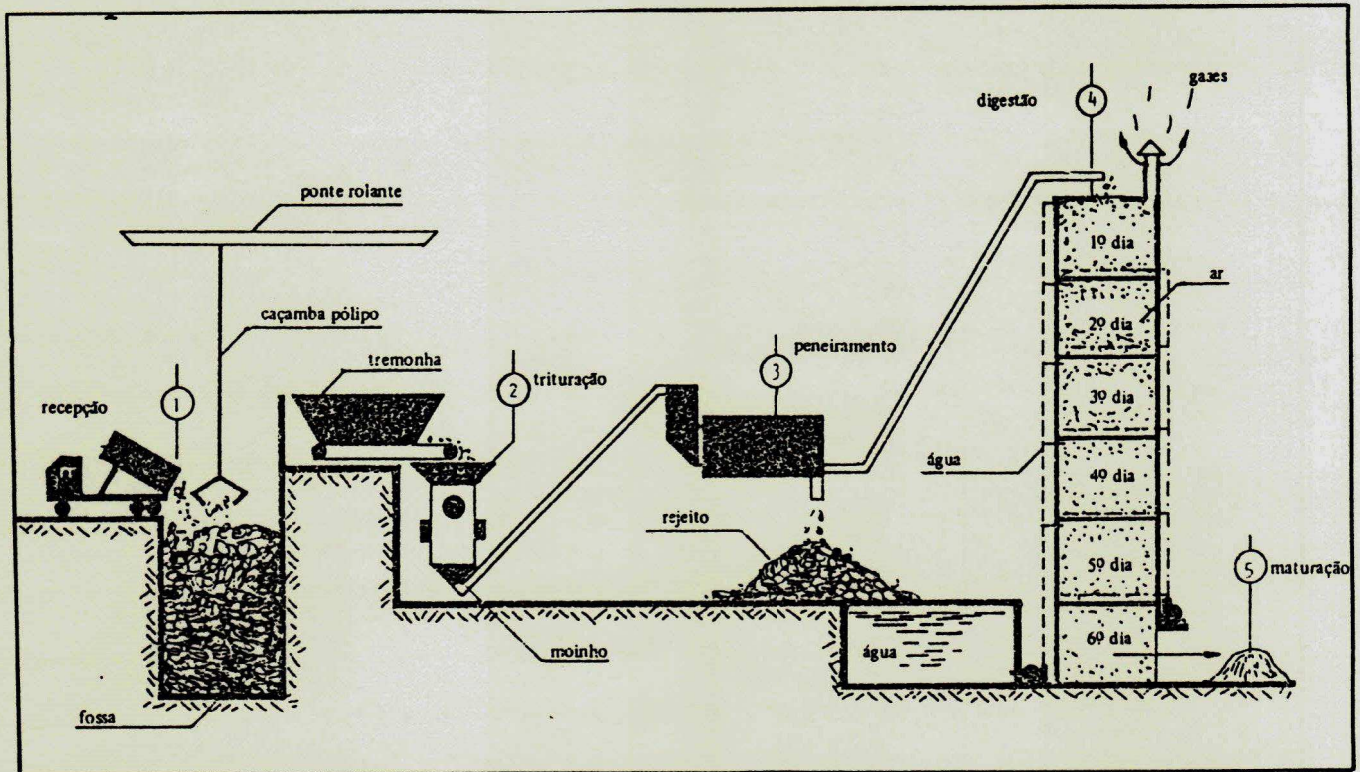 ponte rolante
caçamba pólipo
recepção
1
tremonha
2
trituração
moinho
fossa
3
peneiramento
rejeito
água
digestão
4
gases
1º dia
2º dia
3º dia
4º dia
5º dia
6º dia
ar
água
5
maturação